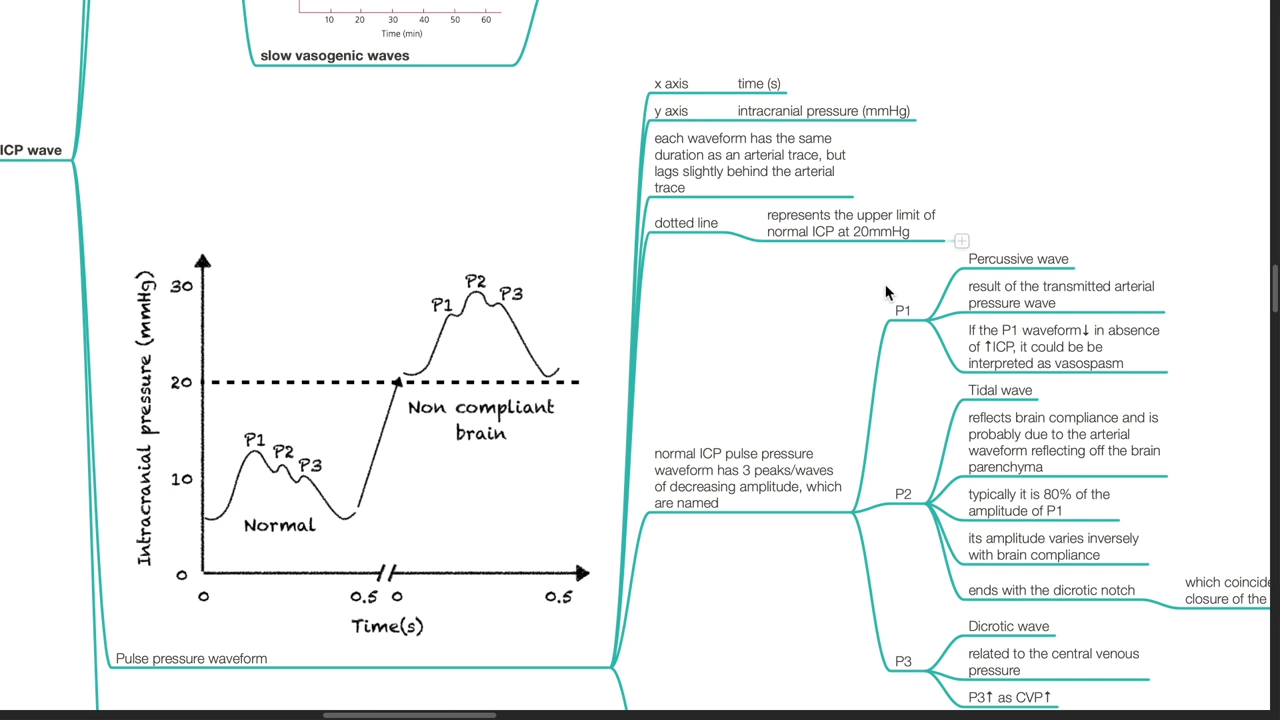 10 20 30 40 50 60
Time (min)
slow vasogenic waves
ICP wave
x axis time (s)
y axis intracranial pressure (mmHg)
each waveform has the same
duration as an arterial trace, but
lags slightly behind the arterial
trace
dotted line
represents the upper limit of
normal ICP at 20mmHg
Intracranial pressure (mmHg)
30
20
10
0
P1
P2
P3
Non compliant
brain
P1
P2
P3
Normal
0 0.5 0 0.5
Time(s)
Pulse pressure waveform
normal ICP pulse pressure
waveform has 3 peaks/waves
of decreasing amplitude, which
are named
P1
Percussive wave
result of the transmitted arterial
pressure wave
If the P1 waveform↓ in absence
of ↑ICP, it could be be
interpreted as vasospasm
P2
Tidal wave
reflects brain compliance and is
probably due to the arterial
waveform reflecting off the brain
parenchyma
typically it is 80% of the
amplitude of P1
its amplitude varies inversely
with brain compliance
ends with the dicrotic notch
which coincide
closure of the
P3
Dicrotic wave
related to the central venous
pressure
P3↑ as CVP↑